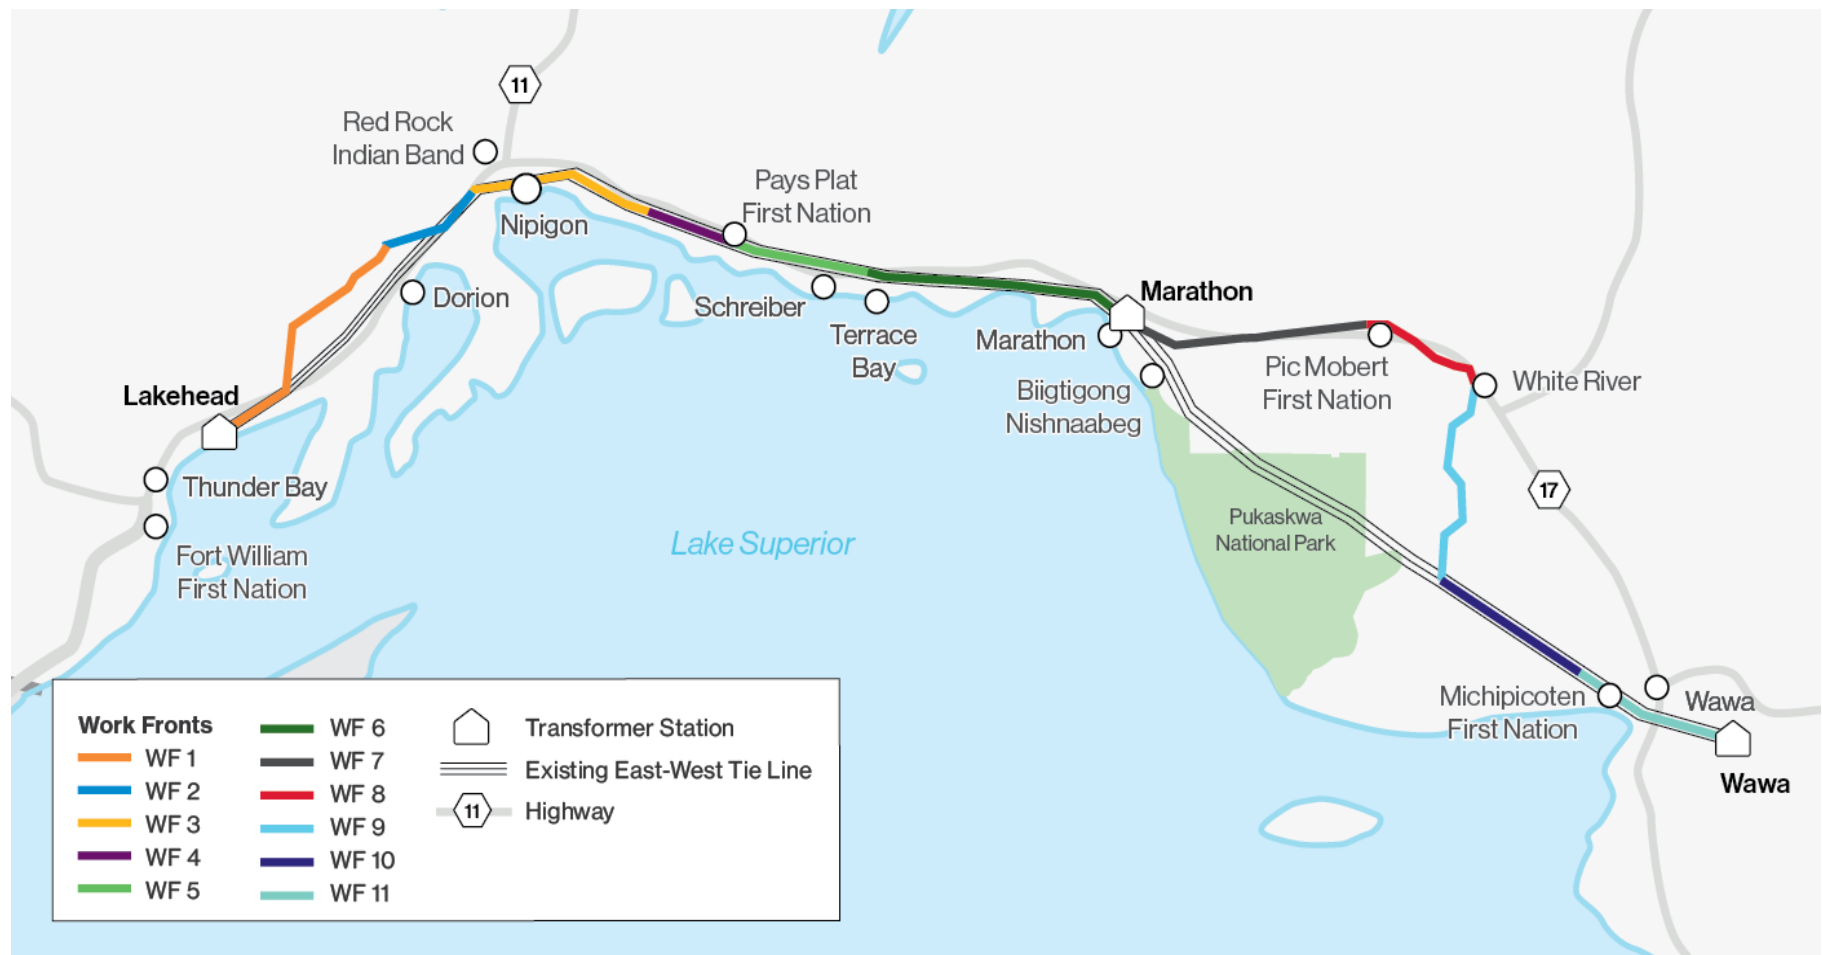 11
Red Rock
Indian Band
Pays Plat
First Nation
Nipigon
Dorion
Schreiber
Terrace
Bay
Marathon
Marathon
Biigtigong
Nishnaabeg
Pic Mobert
First Nation
White River
Lakehead
Thunder Bay
Fort William
First Nation
Lake Superior
Pukaskwa
National Park
17
Michipicoten
First Nation
Wawa
Wawa
Work Fronts
WF 1
WF 2
WF 3
WF 4
WF 5
WF 6
WF 7
WF 8
WF 9
WF 10
WF 11
Transformer Station
Existing East-West Tie Line
11 Highway